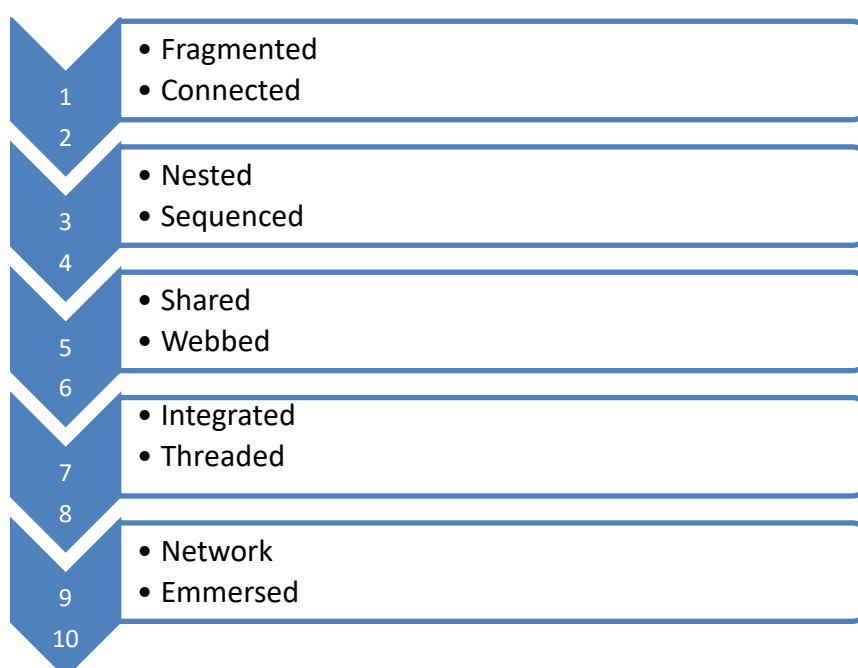 1
2
• Fragmented
• Connected
3
4
• Nested
• Sequenced
5
6
• Shared
• Webbed
7
8
• Integrated
• Threaded
9
10
• Network
• Emmersed